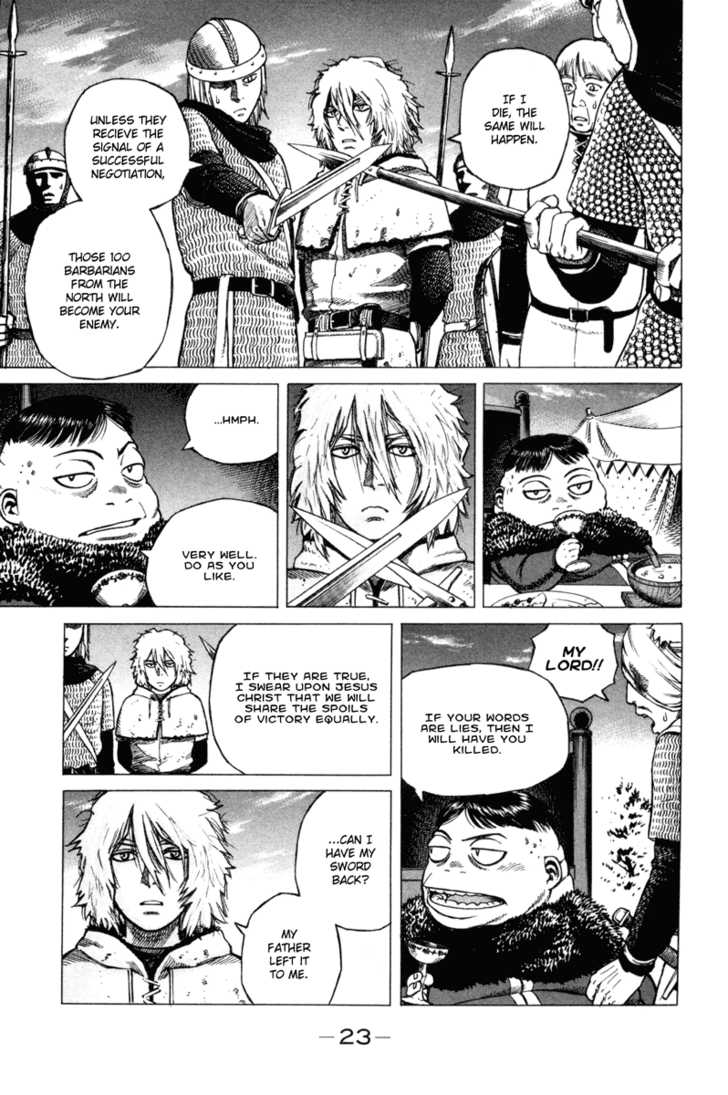 IF I
DIE, THE
SAME WILL
HAPPEN.
UNLESS THEY
RECIEVE THE
SIGNAL OF A
SUCCESSFUL
NEGOTIATION,
THOSE 100
BARBARIANS
FROM THE
NORTH WILL
BECOME YOUR
ENEMY.
...HMPH.
VERY WELL.
DO AS YOU
LIKE.
MY
LORD!!
IF YOUR WORDS
ARE LIES, THEN I
WILL HAVE YOU
KILLED.
IF THEY ARE TRUE,
I SWEAR UPON JESUS
CHRIST THAT WE WILL
SHARE THE SPOILS
OF VICTORY EQUALLY.
...CAN I
HAVE MY
SWORD
BACK?
MY
FATHER
LEFT IT
TO ME.
—23—